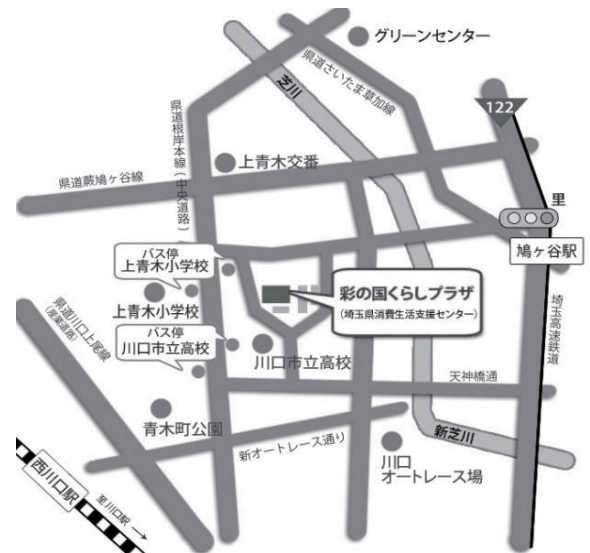 グリーンセンター
県道さいたま草加線
芝川
122
県道根岸本線(中央道路)
上青木交番
県道蕨鳩ヶ谷線
里
鳩ヶ谷駅
バス停
上青木小学校
上青木小学校
彩の国くらしプラザ
(埼玉県消費生活支援センター)
県道川口上尾線
(産業道路)
バス停
川口市立高校
川口市立高校
埼玉高速鉄道
天神橋通
青木町公園
新オートレース通り
新芝川
川口
オートレース場
西川口駅
至川口駅